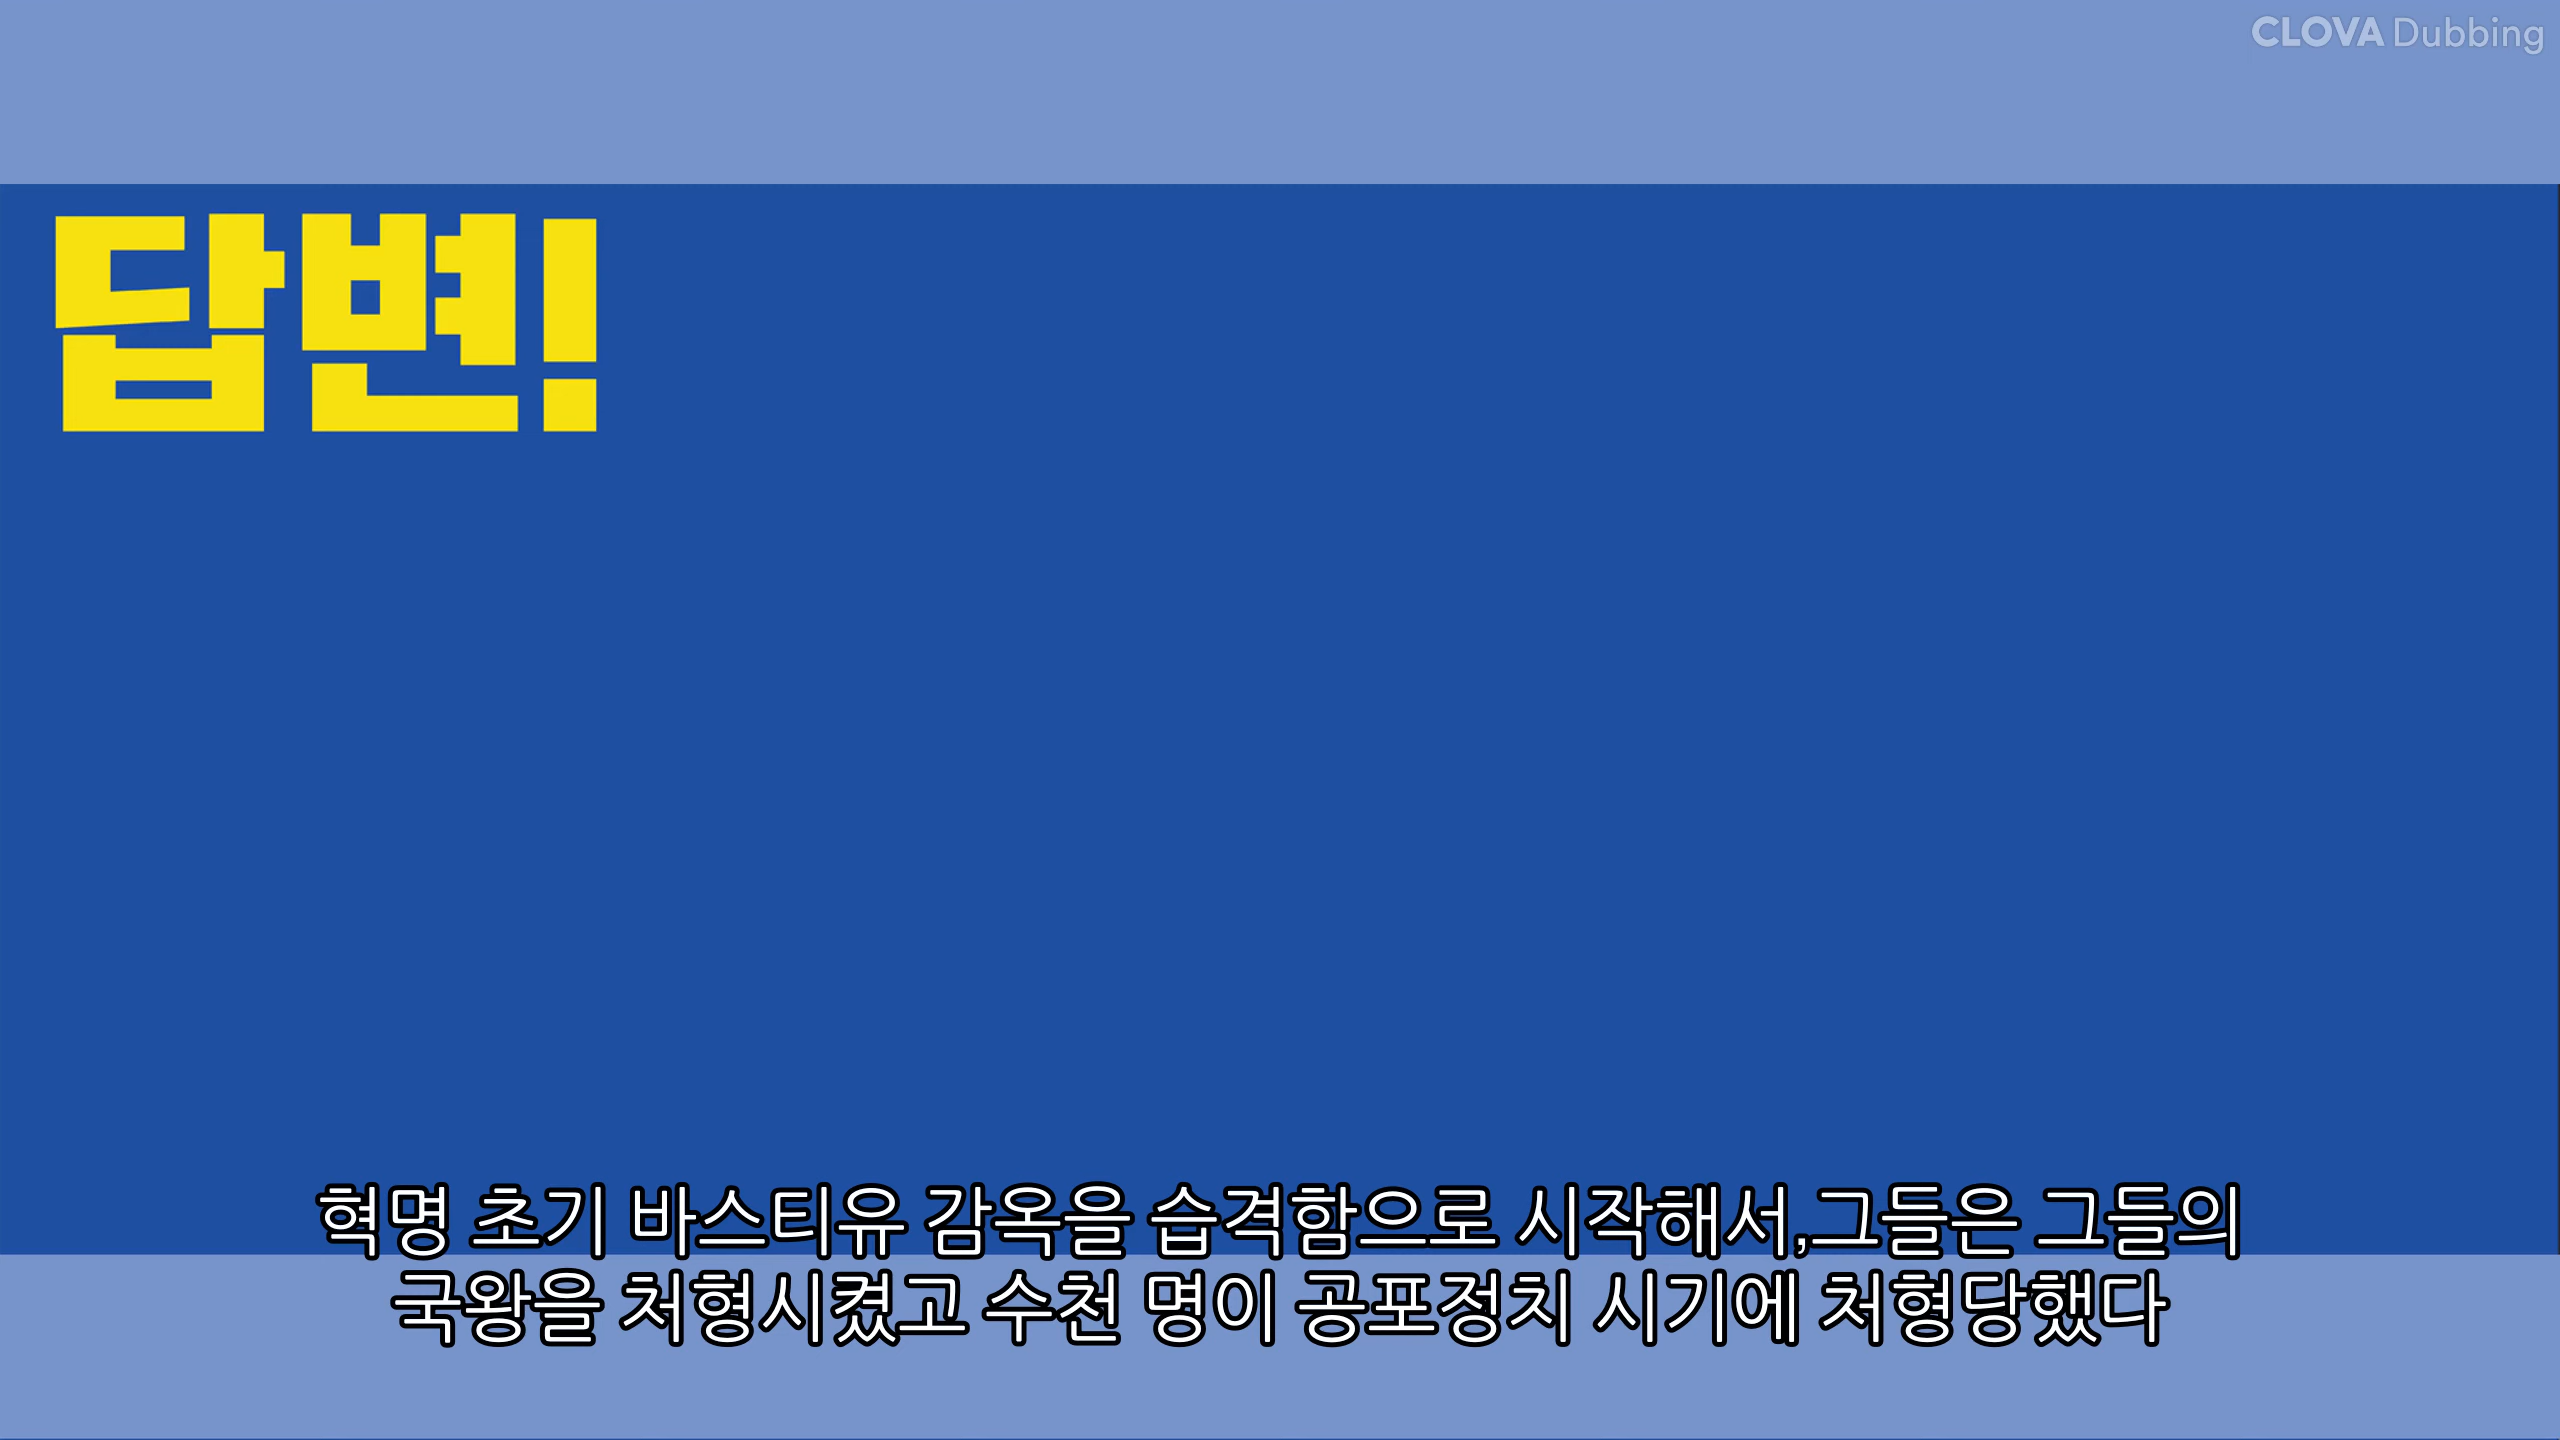 CLOVA Dubbing
답변!
혁명 초기 바스티유 감옥을 습격함으로 시작해서,그들은 그들의
국왕을 처형시켰고 수천 명이 공포정치 시기에 처형당했다